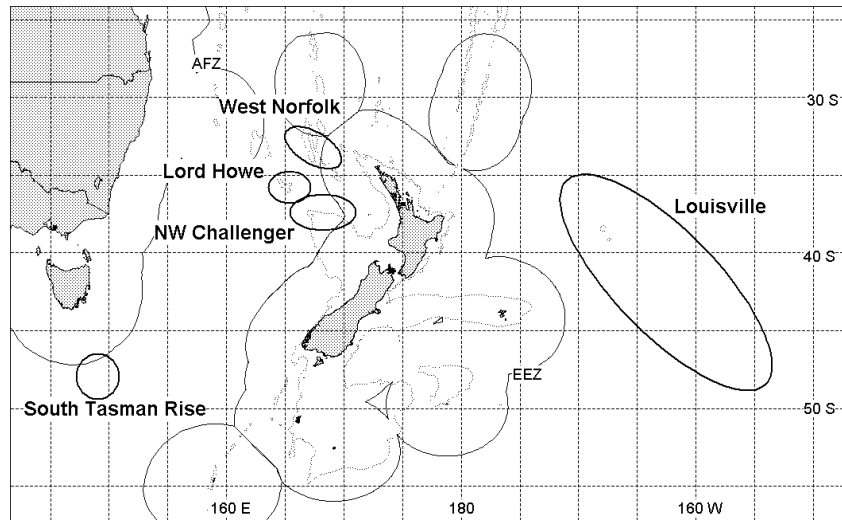 AFZ
West Norfolk
30 S
Lord Howe
Louisville
NW Challenger
40 S
EEZ
South Tasman Rise
50 S
160 E
180
160 W